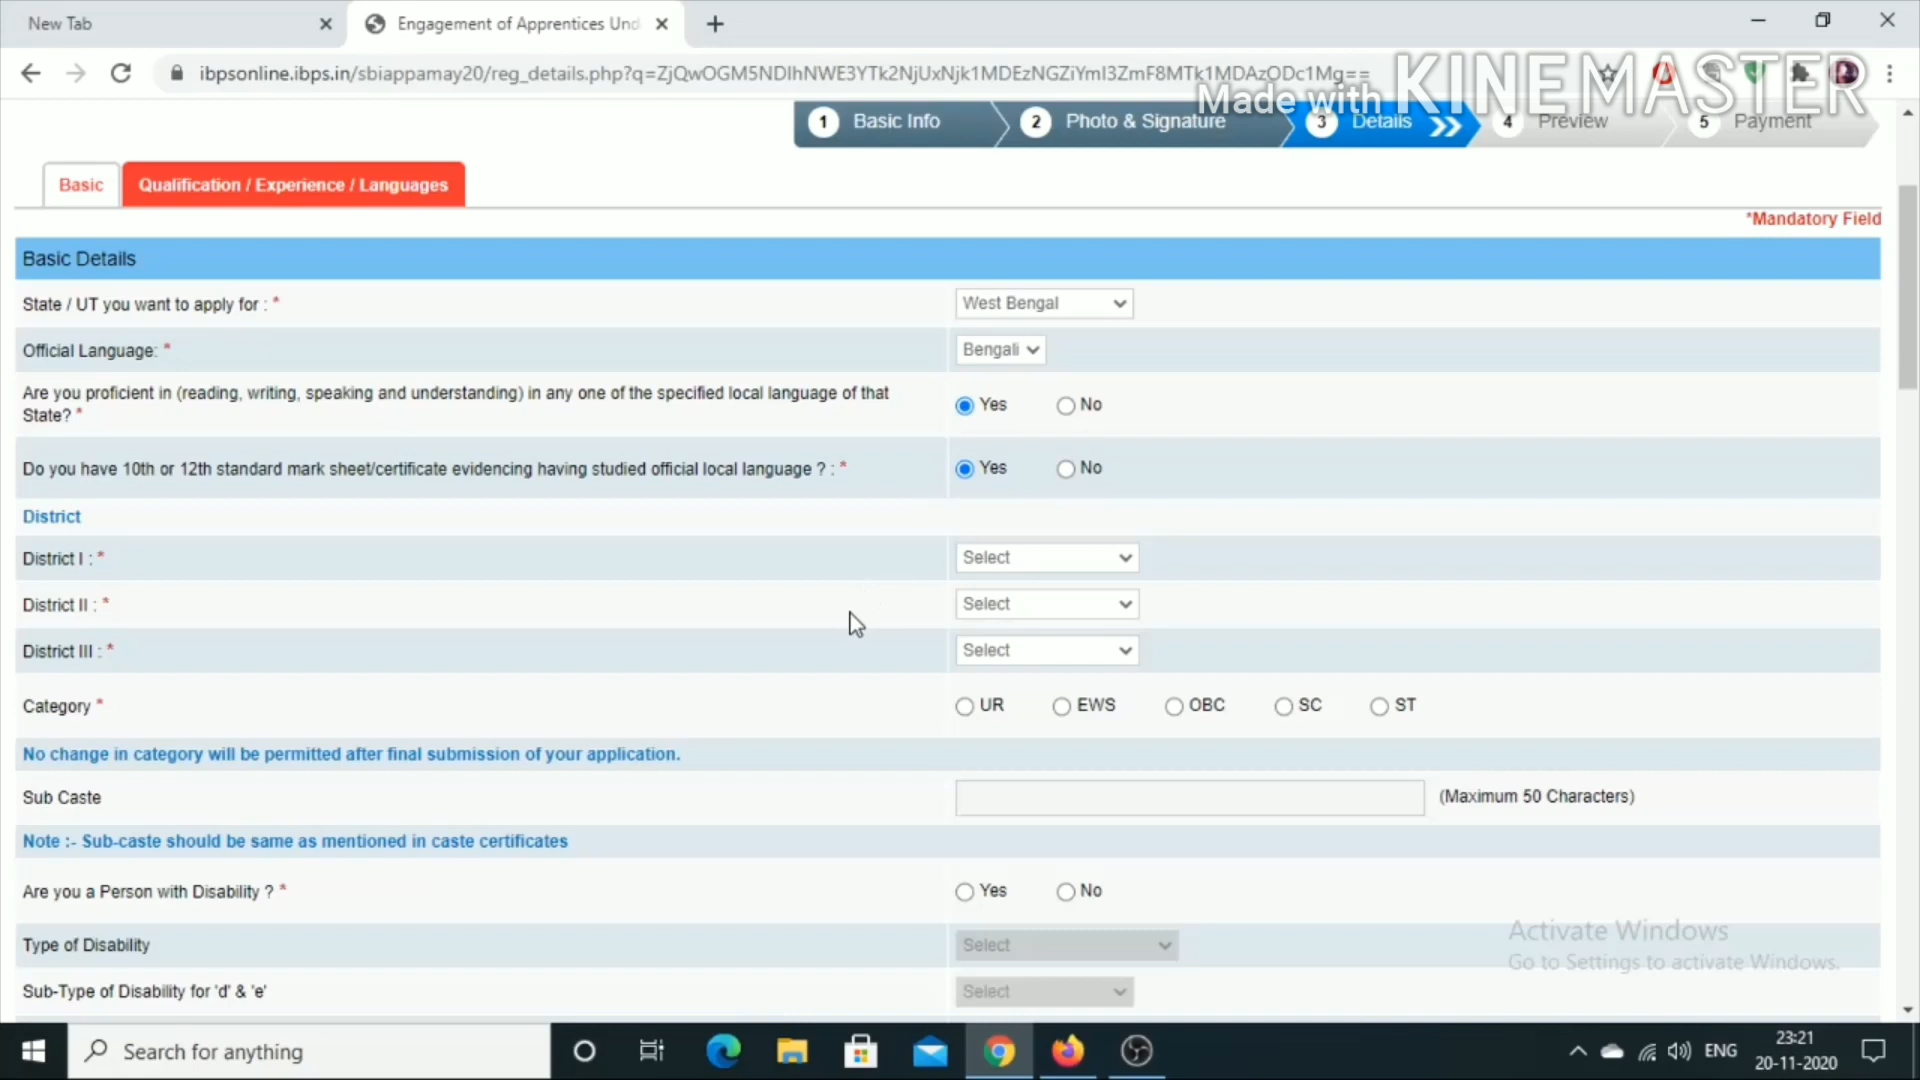 New Tab
Engagement of Apprentices Und
ibpsonline.ibps.in/sbiappamay20/reg_details.php?q=
Made with KINEMASTER
1 Basic Info 2 Photo & Signature 3 Details 4 Preview 5 Payment
Basic Qualification / Experience / Languages
*Mandatory Field
Basic Details
State / UT you want to apply for : * West Bengal
Official Language: * Bengali
Are you proficient in (reading, writing, speaking and understanding) in any one of the specified local language of that
State? * Yes No
Do you have 10th or 12th standard mark sheet/certificate evidencing having studied official local language ? : * Yes No
District
District I : * Select
District II : * Select
District III : * Select
Category * UR EWS OBC SC ST
No change in category will be permitted after final submission of your application.
Sub Caste (Maximum 50 Characters)
Note :- Sub-caste should be same as mentioned in caste certificates
Are you a Person with Disability ? * Yes No
Activate Windows
Type of Disability Select
Go to Settings to activate Windows.
Sub-Type of Disability for 'd' & 'e' Select
Search for anything
ENG
23:21
20-11-2020